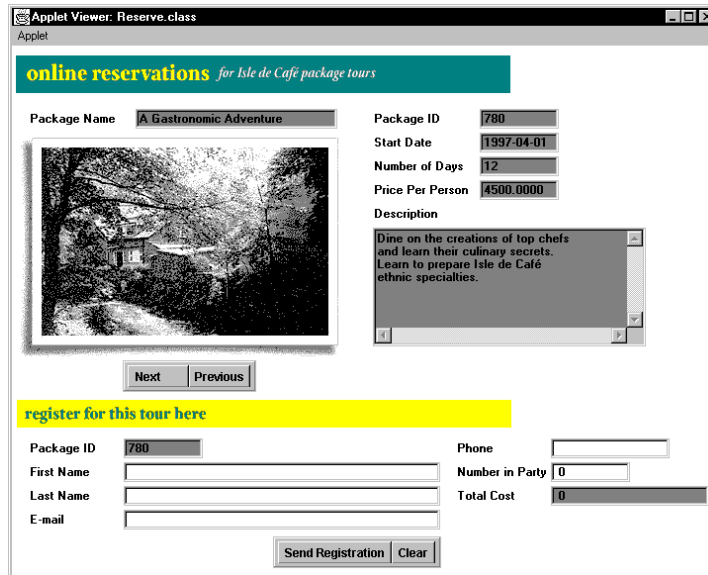 Applet Viewer: Reserve.class
Applet
online reservations for Isle de Café package tours
Package Name A Gastronomic Adventure
Package ID 780
Start Date 1997-04-01
Number of Days 12
Price Per Person 4500.0000
Description
Dine on the creations of top chefs
and learn their culinary secrets.
Learn to prepare Isle de Café
ethnic specialties.
Next Previous
register for this tour here
Package ID 780
First Name
Last Name
E-mail
Phone
Number in Party 0
Total Cost 0
Send Registration Clear